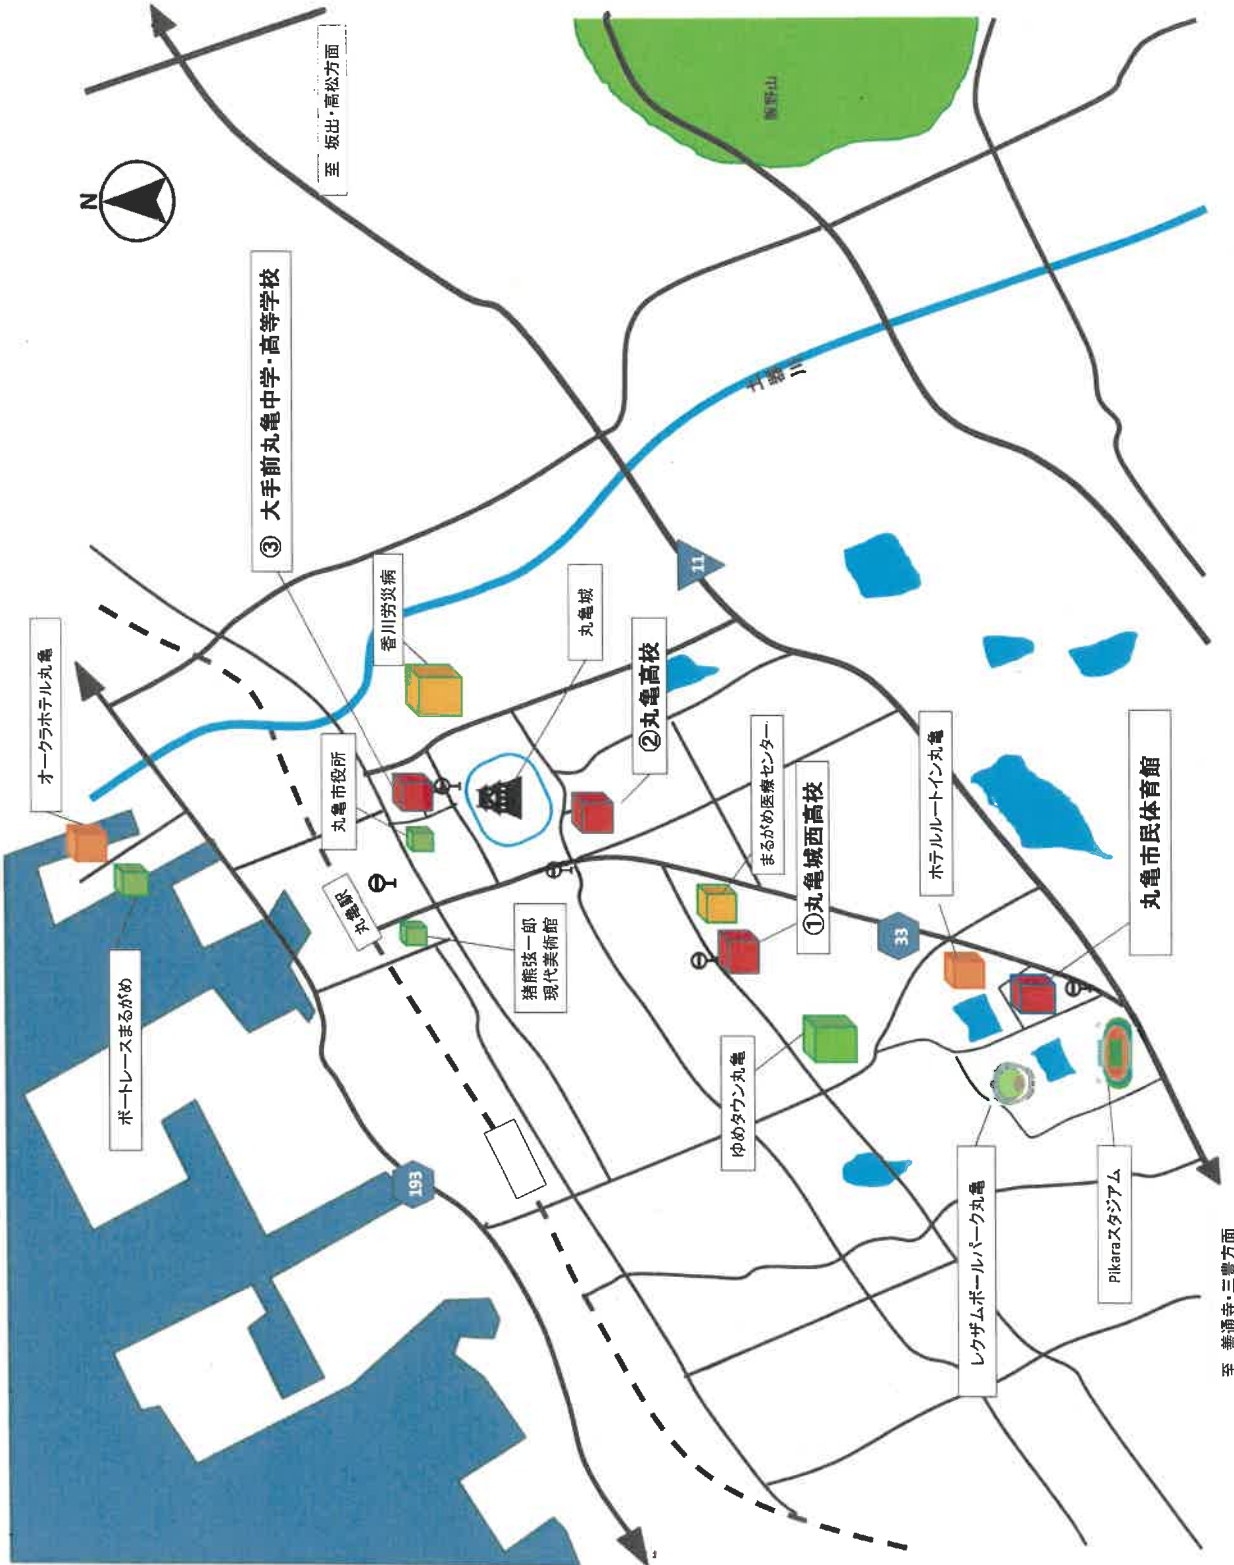 N
至 坂出・高松方面
飯野山
③ 大手前丸亀中学・高等学校
土器川
オークラホテル丸亀
香川労災病
丸亀城
11
丸亀市役所
②丸亀高校
丸亀駅
まるがめ医療センター
①丸亀城西高校
ホテルルートイン丸亀
丸亀市民体育館
ボートレースまるがめ
猪熊弦一郎
現代美術館
33
ゆめタウン丸亀
193
レクザムボールパーク丸亀
Pikaraスタジアム
至 善通寺・三豊方面